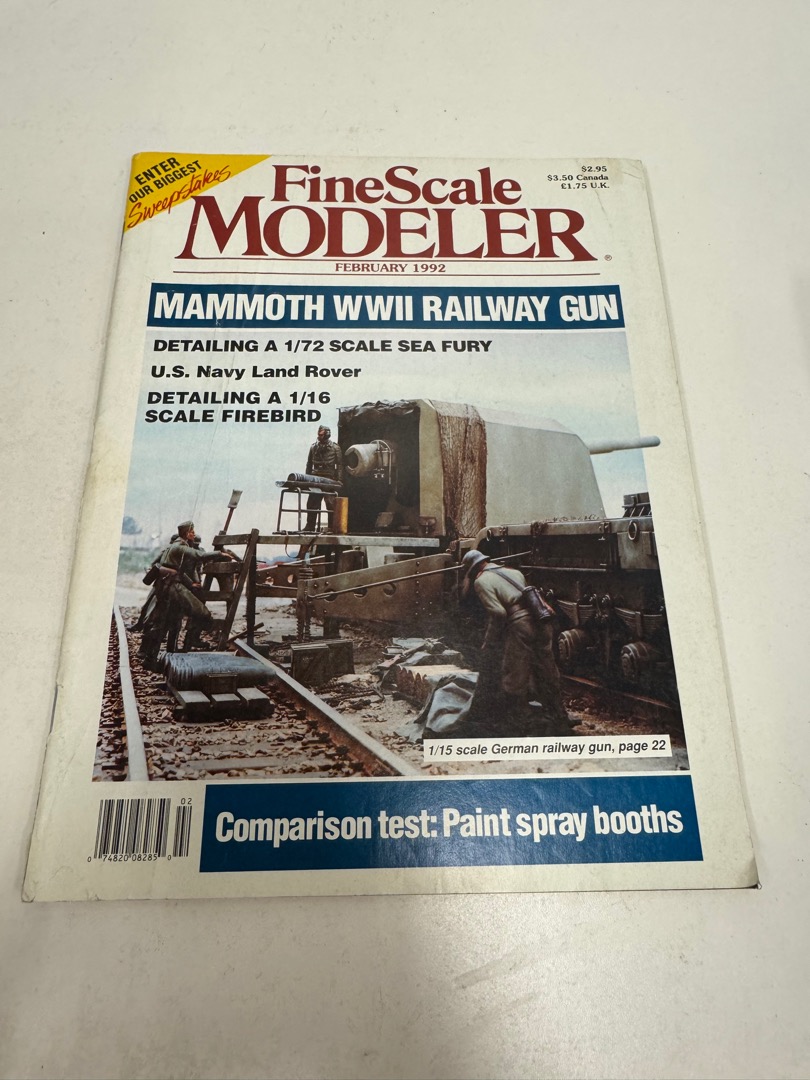 ENTER
OUR BIGGEST
Sweepstakes
$2.95
$3.50 Canada
£1.75 U.K.
FineScale
MODELER®
FEBRUARY 1992
MAMMOTH WWII RAILWAY GUN
DETAILING A 1/72 SCALE SEA FURY
U.S. Navy Land Rover
DETAILING A 1/16
SCALE FIREBIRD
1/15 scale German railway gun, page 22
02
0 74820 08285 0
Comparison test: Paint spray booths